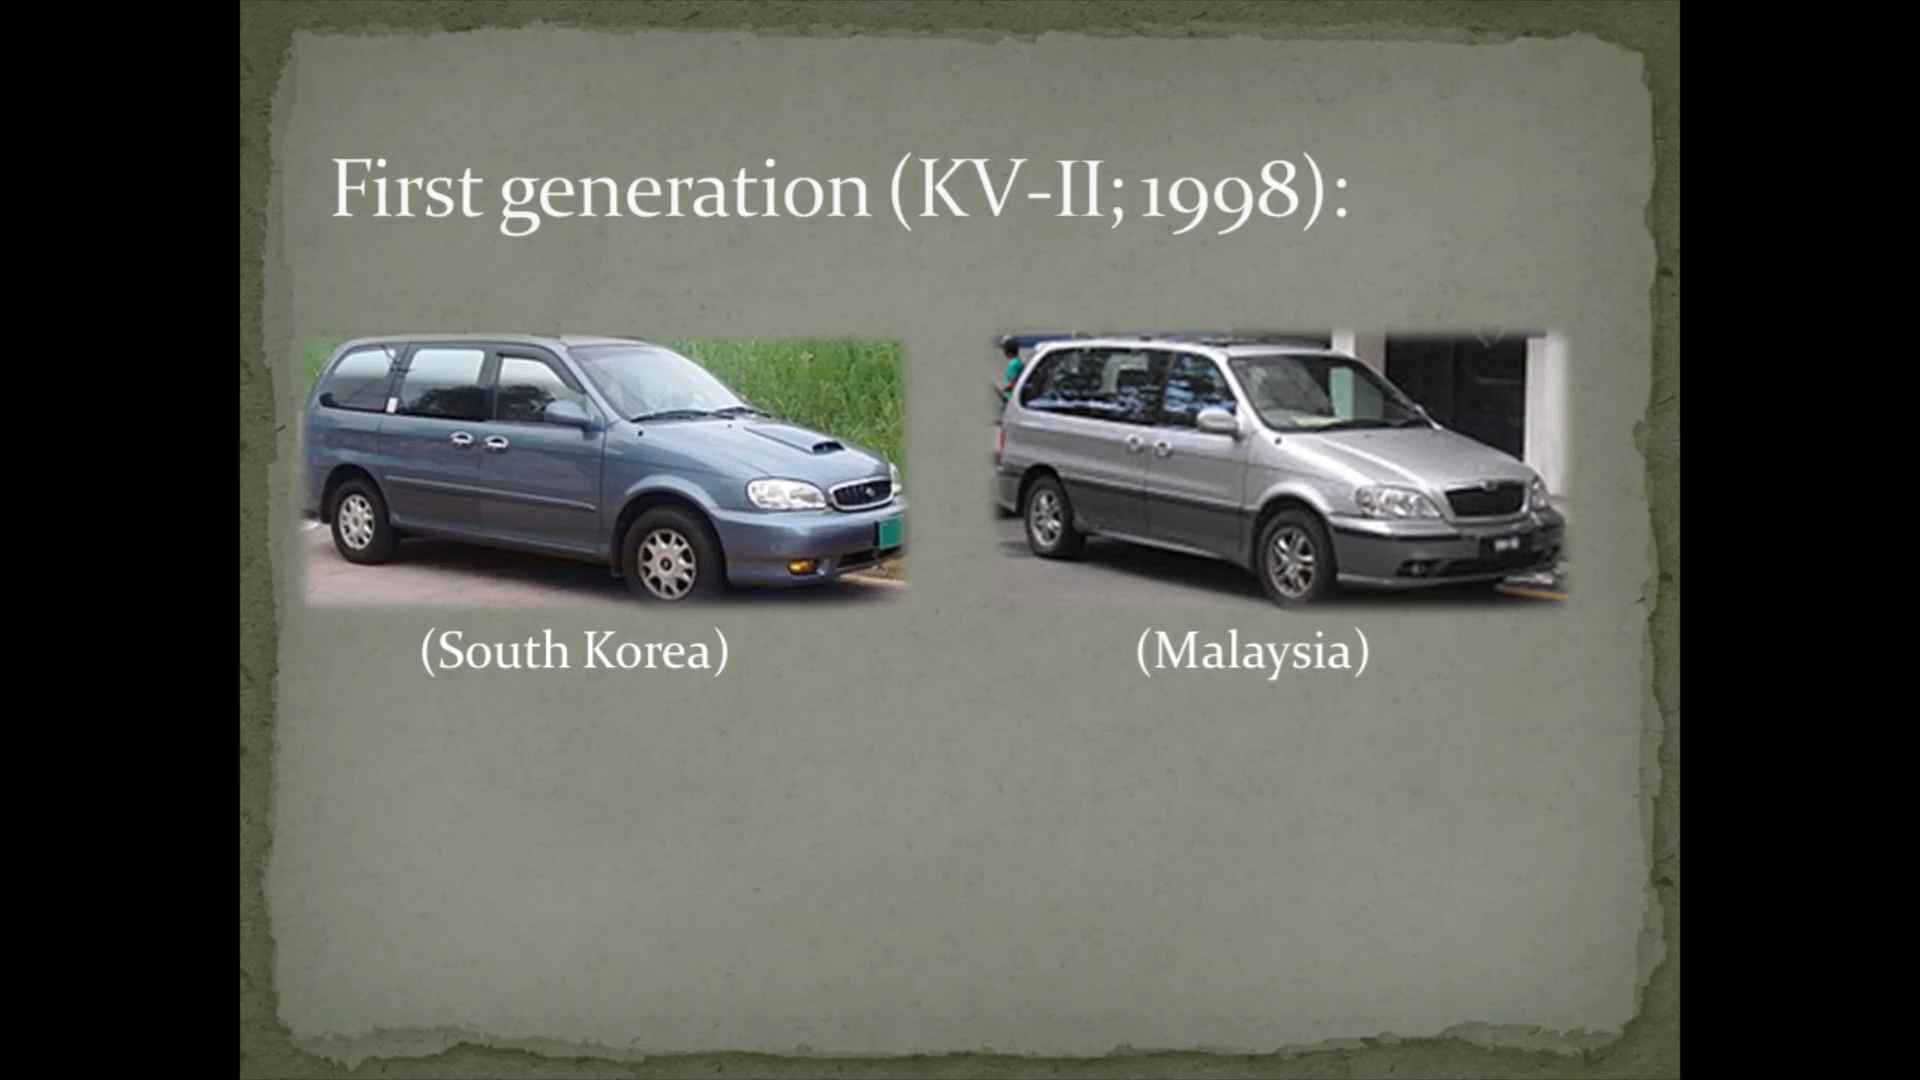 First generation (KV-II; 1998):
(South Korea)
(Malaysia)